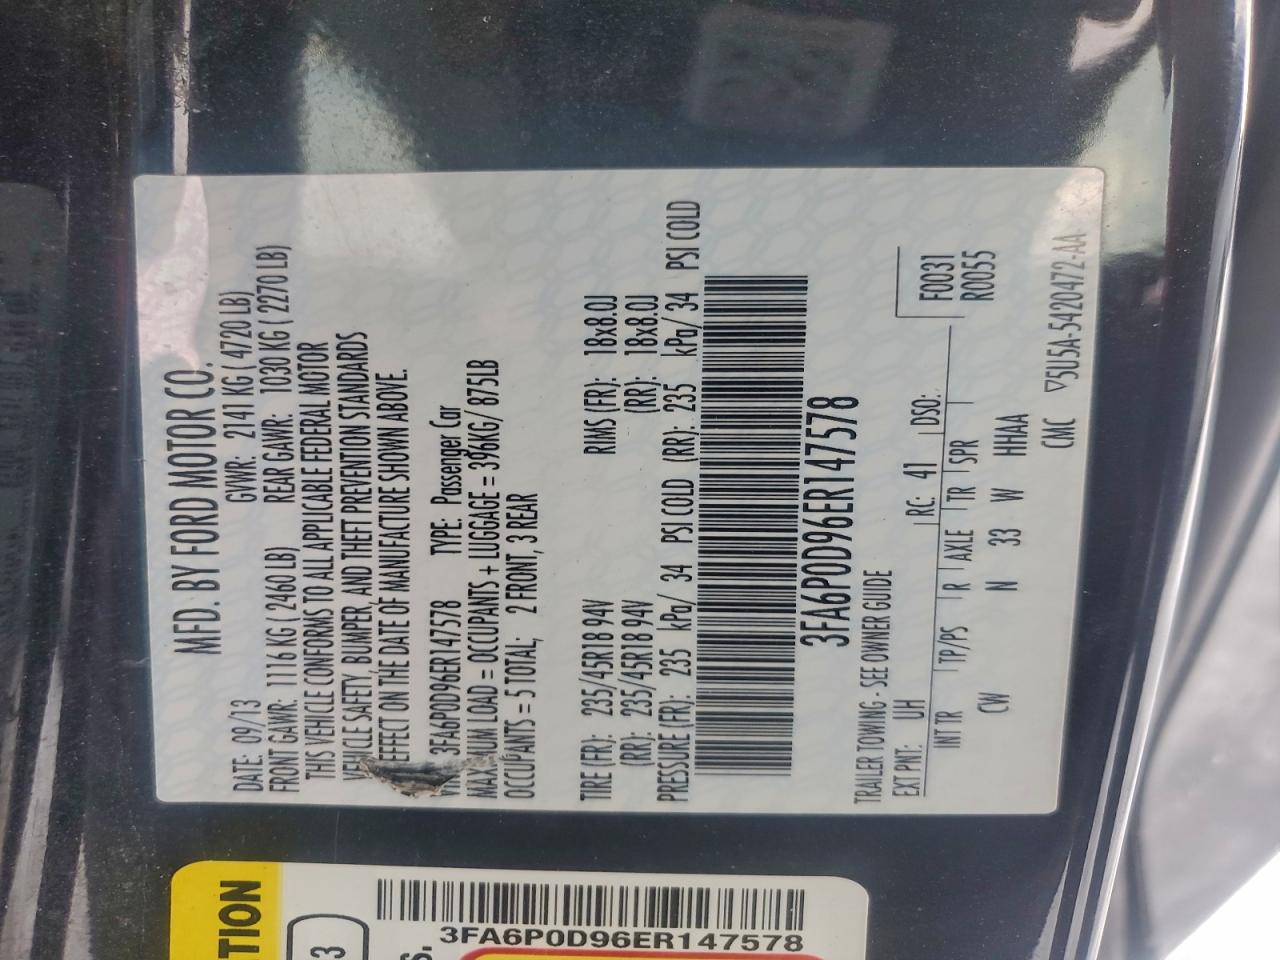 MFD. BY FORD MOTOR CO.
DATE: 09/13 GVWR: 2141 KG ( 4720 LB)
FRONT GAWR: 1116 KG ( 2460 LB) REAR GAWR: 1030 KG ( 2270 LB)
THIS VEHICLE CONFORMS TO ALL APPLICABLE FEDERAL MOTOR
VEHICLE SAFETY, BUMPER, AND THEFT PREVENTION STANDARDS
EFFECT ON THE DATE OF MANUFACTURE SHOWN ABOVE.
3FA6P0D96ER147578 TYPE: Passenger Car
MAXIMUM LOAD = OCCUPANTS + LUGGAGE = 396KG/ 875LB
OCCUPANTS = 5 TOTAL; 2 FRONT, 3 REAR
TIRE (FR): 235/45R18 94V RIMS (FR): 18x8.0J
(RR): 235/45R18 94V (RR): 18x8.0J
PRESSURE (FR): 235 kPa/ 34 PSI COLD (RR): 235 kPa/ 34 PSI COLD
3FA6P0D96ER147578
TRAILER TOWING - SEE OWNER GUIDE
EXT PNT: UH RC: 41 DSO:
F0031
R0055
INT TR TP/PS R AXLE TR SPR
CW N 33 W HHAA
CMC ▽5U5A-5420472-AA
TION
3
S.
3FA6P0D96ER147578